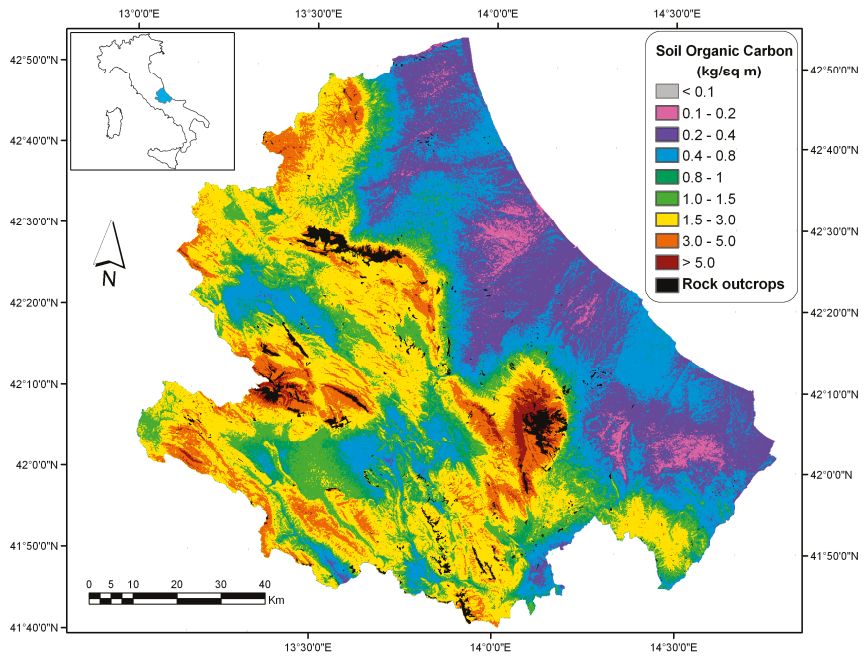 13°0'0"E 13°30'0"E 14°0'0"E 14°30'0"E
42°50'0"N
42°40'0"N
42°30'0"N
42°20'0"N
42°10'0"N
42°0'0"N
41°50'0"N
41°40'0"N
N
0 5 10 20 30 40
Km
Soil Organic Carbon
(kg/sq m)
< 0.1
0.1 - 0.2
0.2 - 0.4
0.4 - 0.8
0.8 - 1
1.0 - 1.5
1.5 - 3.0
3.0 - 5.0
> 5.0
Rock outcrops
42°50'0"N
42°40'0"N
42°30'0"N
42°20'0"N
42°10'0"N
42°0'0"N
41°50'0"N
13°30'0"E 14°0'0"E 14°30'0"E